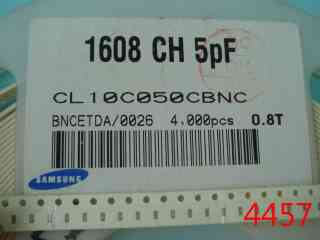 1608 CH 5pF
CL10C050CBNC
BNCETDA/0026 4.000pcs 0.8T
SAMSUNG
4457